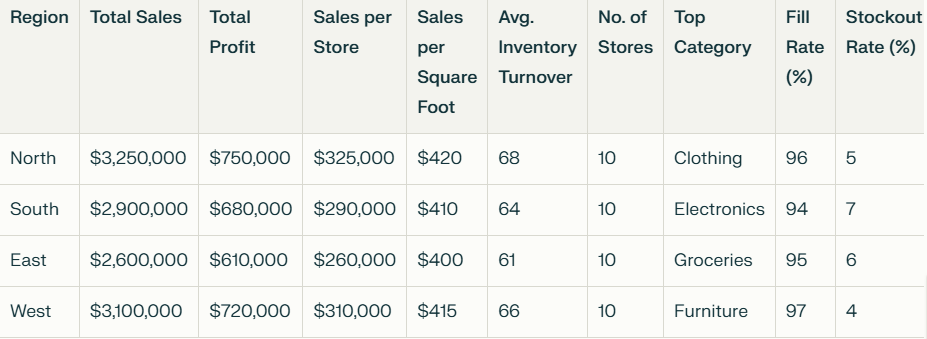 Region Total Sales Total Profit Sales per Store Sales per Square Foot Avg. Inventory Turnover No. of Stores Top Category Fill Rate (%) Stockout Rate (%)
North $3,250,000 $750,000 $325,000 $420 68 10 Clothing 96 5
South $2,900,000 $680,000 $290,000 $410 64 10 Electronics 94 7
East $2,600,000 $610,000 $260,000 $400 61 10 Groceries 95 6
West $3,100,000 $720,000 $310,000 $415 66 10 Furniture 97 4